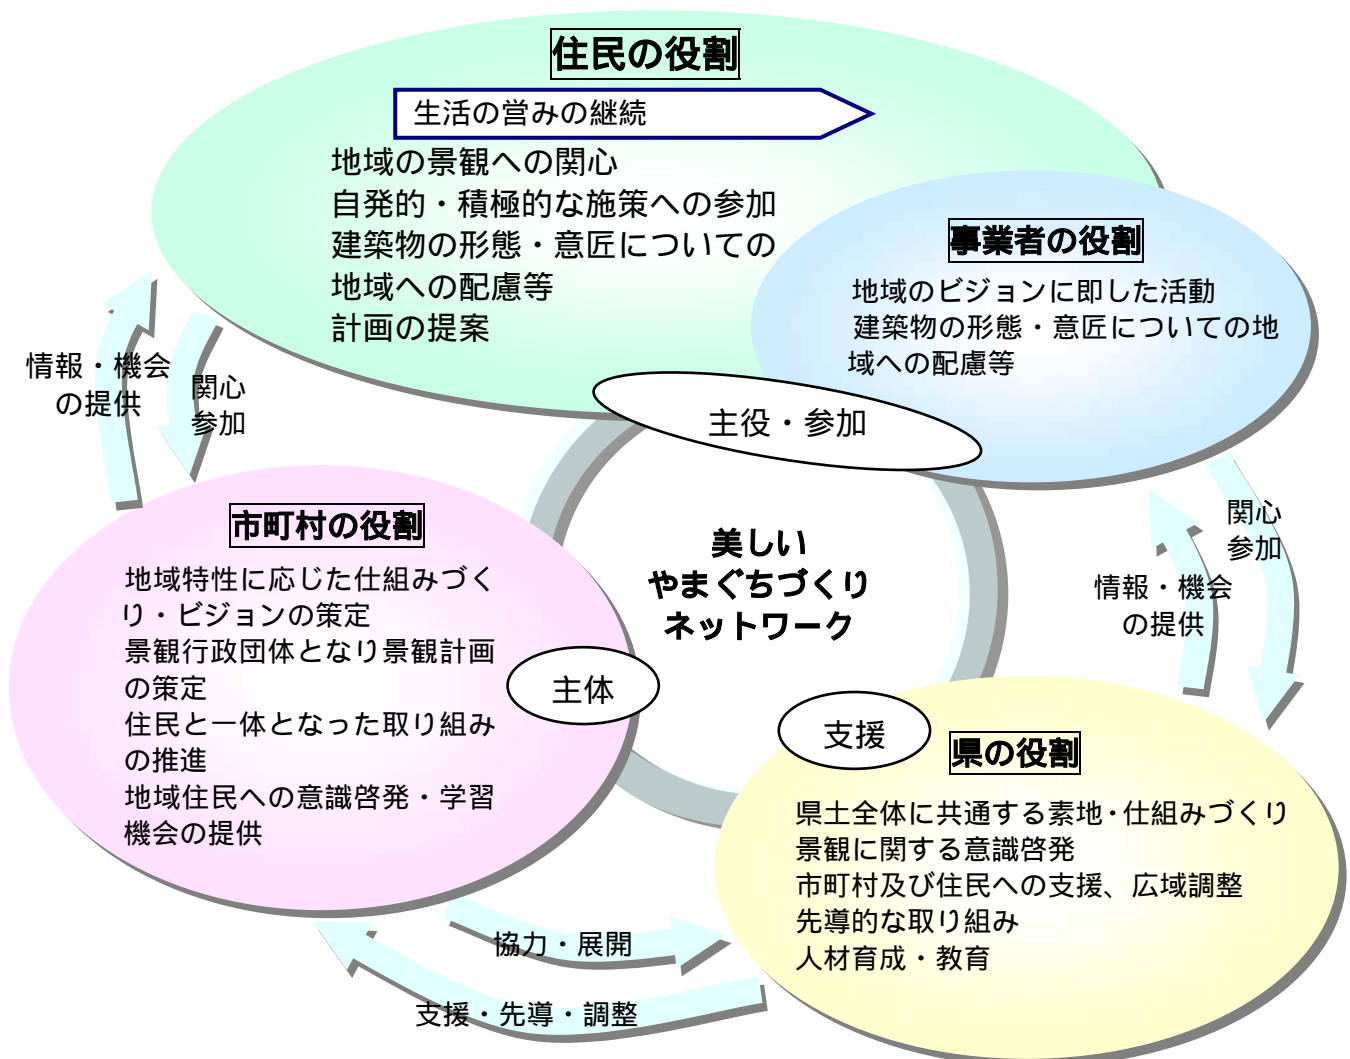 住民の役割
生活の営みの継続
地域の景観への関心
自発的・積極的な施策への参加
建築物の形態・意匠についての
地域への配慮等
計画の提案
事業者の役割
地域のビジョンに即した活動
建築物の形態・意匠についての地
域への配慮等
主役・参加
情報・機会
の提供
関心
参加
市町村の役割
地域特性に応じた仕組みづく
り・ビジョンの策定
景観行政団体となり景観計画
の策定
住民と一体となった取り組み
の推進
地域住民への意識啓発・学習
機会の提供
主体
美しい
やまぐちづくり
ネットワーク
関心
参加
情報・機会
の提供
支援
県の役割
県土全体に共通する素地・仕組みづくり
景観に関する意識啓発
市町村及び住民への支援、広域調整
先導的な取り組み
人材育成・教育
協力・展開
支援・先導・調整